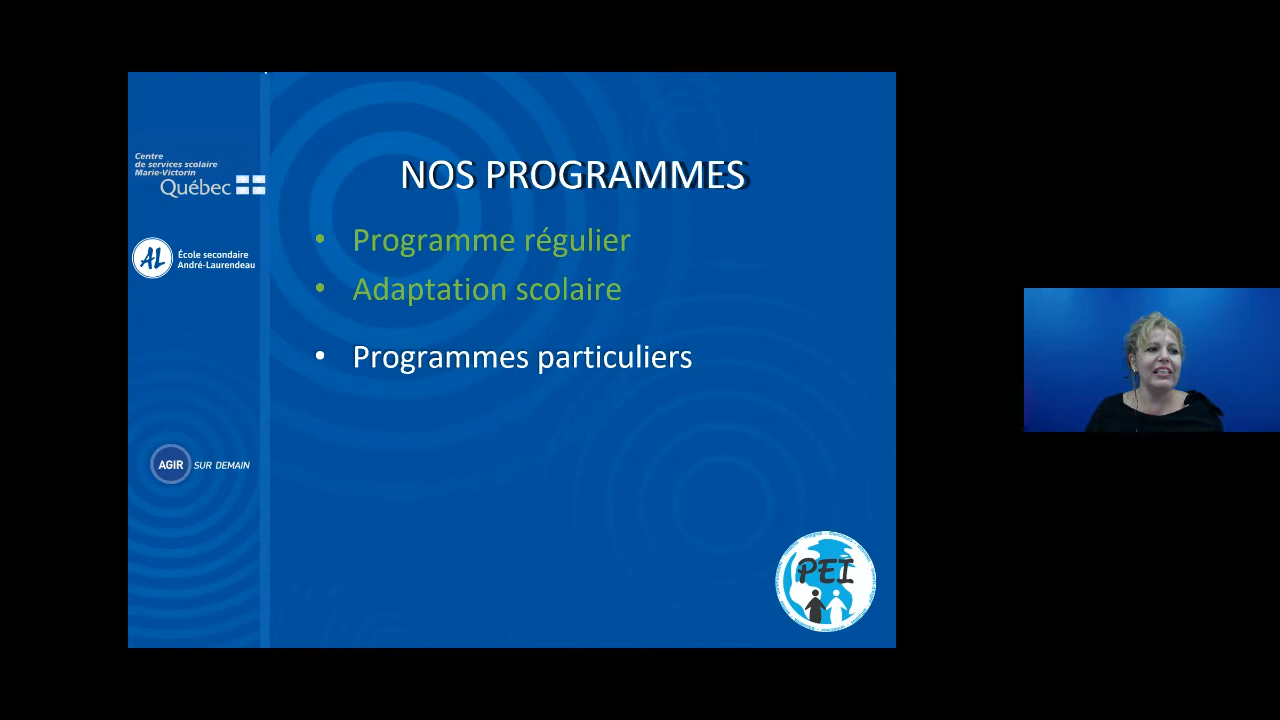 Centre
de services scolaire
Marie-Victorin
Québec
AL
École secondaire
André-Laurendeau
NOS PROGRAMMES
• Programme régulier
• Adaptation scolaire
• Programmes particuliers
AGIR SUR DEMAIN
PEI